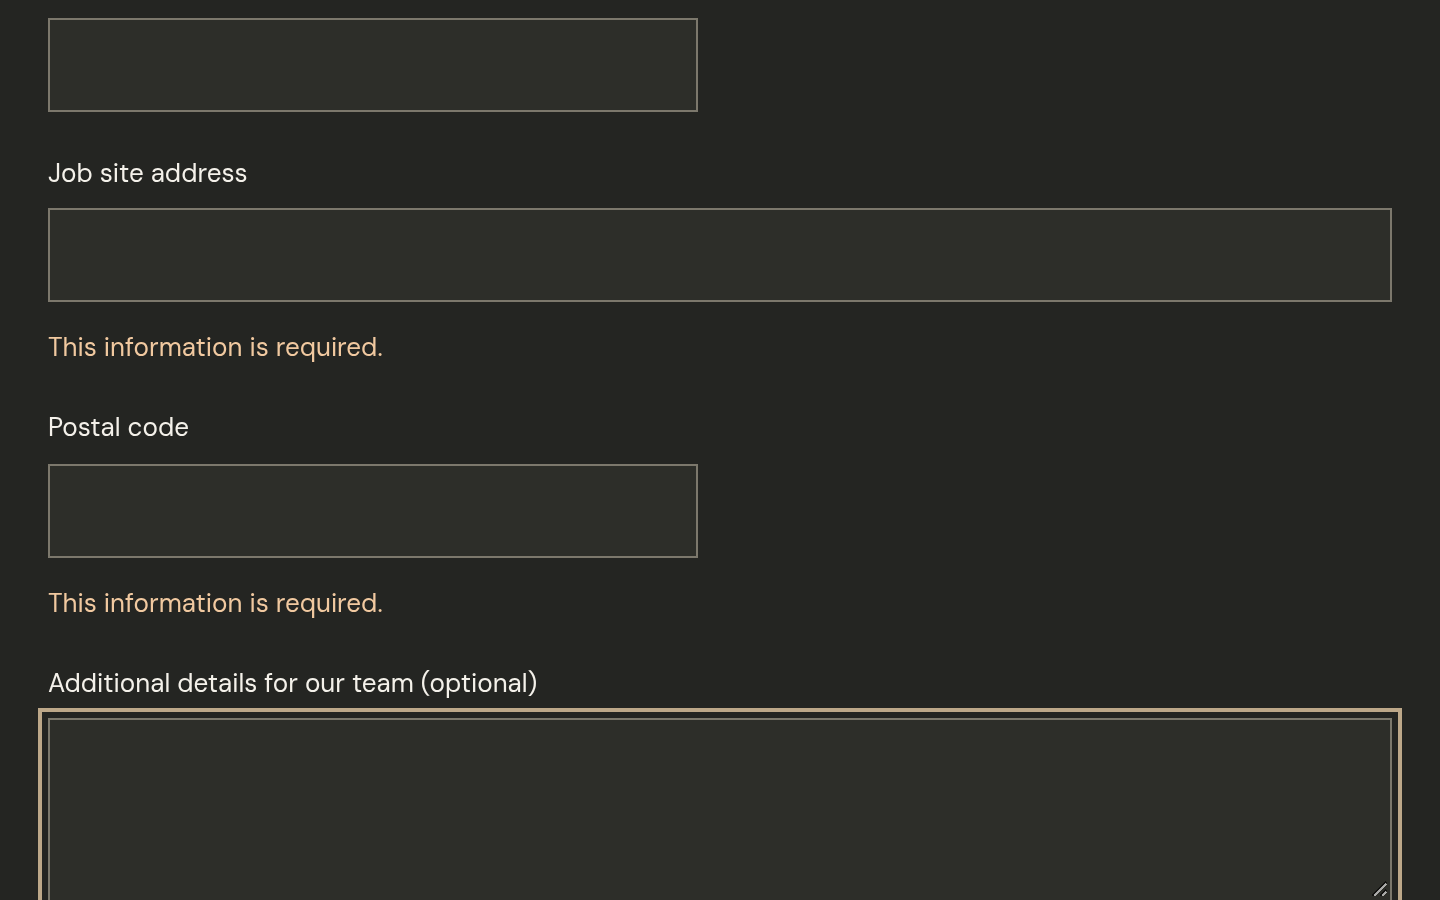 Job site address
This information is required.
Postal code
This information is required.
Additional details for our team (optional)